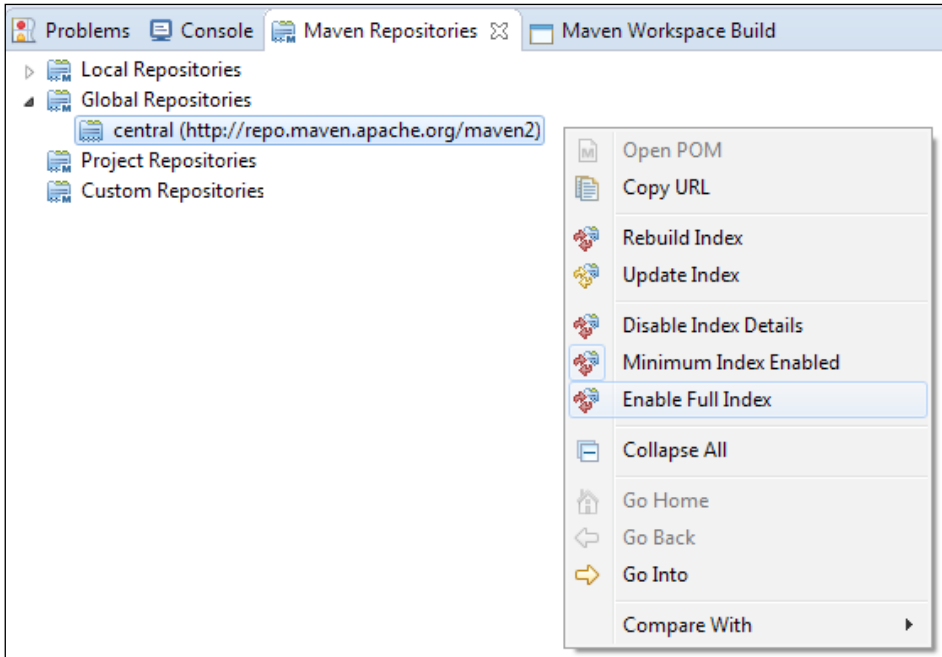 Problems Console Maven Repositories Maven Workspace Build
Local Repositories
Global Repositories
central (http://repo.maven.apache.org/maven2)
Project Repositories
Custom Repositories
Open POM
Copy URL
Rebuild Index
Update Index
Disable Index Details
Minimum Index Enabled
Enable Full Index
Collapse All
Go Home
Go Back
Go Into
Compare With